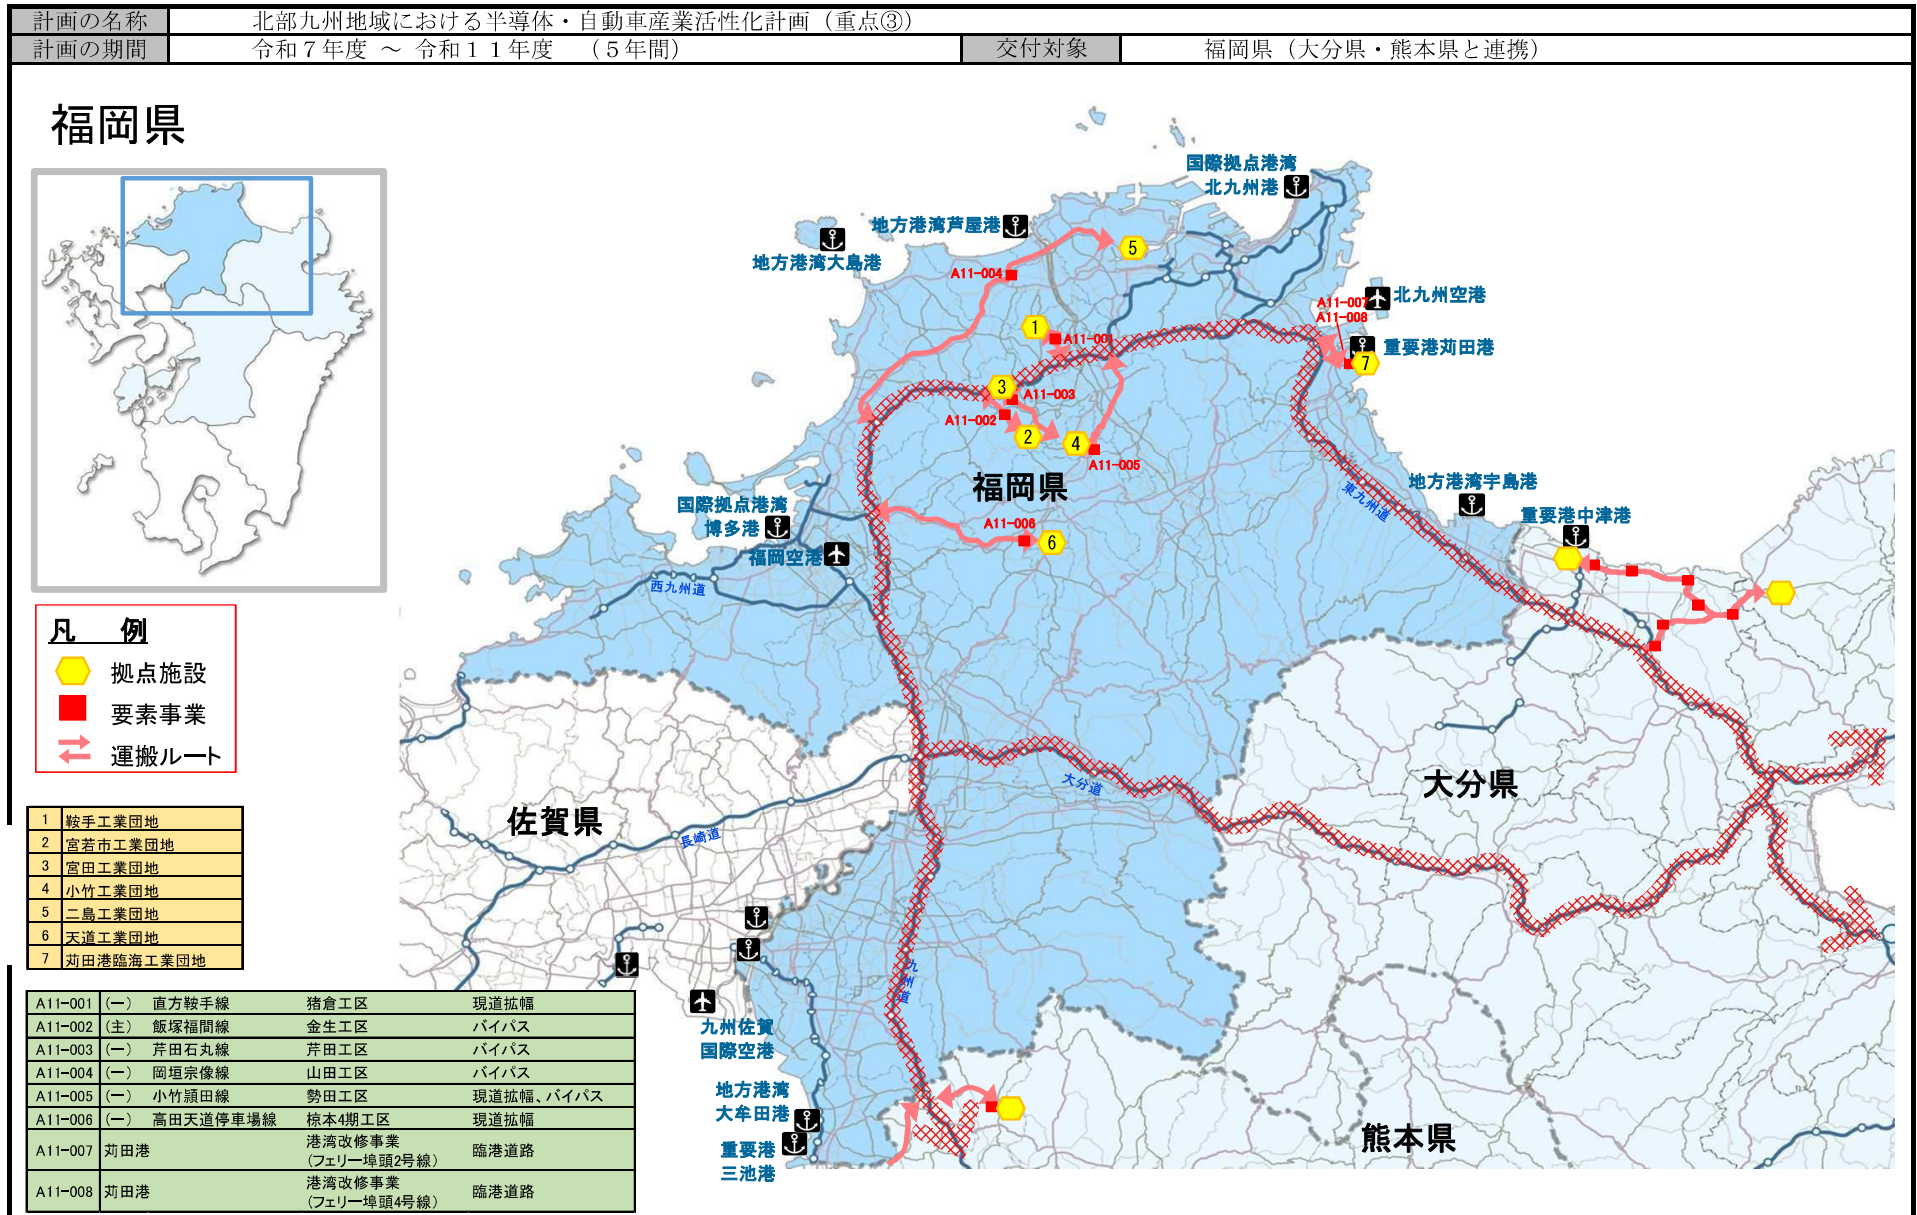 計画の名称 北部九州地域における半導体・自動車産業活性化計画（重点③）
計画の期間 令和７年度 ～ 令和１１年度 （５年間） 交付対象 福岡県（大分県・熊本県と連携）
福岡県
国際拠点港湾
北九州港
地方港湾芦屋港
地方港湾大島港
5
A11-004
北九州空港
A11-007
A11-008
1
A11-001
重要港苅田港
7
3
A11-003
A11-002
2
4
A11-005
福岡県
国際拠点港湾
博多港
福岡空港
A11-006
6
西九州道
東九州道
地方港湾宇島港
重要港中津港
大分道
大分県
佐賀県
長崎道
九州道
九州佐賀
国際空港
地方港湾
大牟田港
重要港
三池港
熊本県
凡 例
拠点施設
要素事業
運搬ルート
1 鞍手工業団地
2 宮若市工業団地
3 宮田工業団地
4 小竹工業団地
5 二島工業団地
6 天道工業団地
7 苅田港臨海工業団地
A11-001 (一) 直方鞍手線 猪倉工区 現道拡幅
A11-002 (主) 飯塚福間線 金生工区 バイパス
A11-003 (一) 芹田石丸線 芹田工区 バイパス
A11-004 (一) 岡垣宗像線 山田工区 バイパス
A11-005 (一) 小竹頴田線 勢田工区 現道拡幅、バイパス
A11-006 (一) 高田天道停車場線 椋本4期工区 現道拡幅
A11-007 苅田港 港湾改修事業 臨港道路
(フェリー埠頭2号線)
A11-008 苅田港 港湾改修事業 臨港道路
(フェリー埠頭4号線)